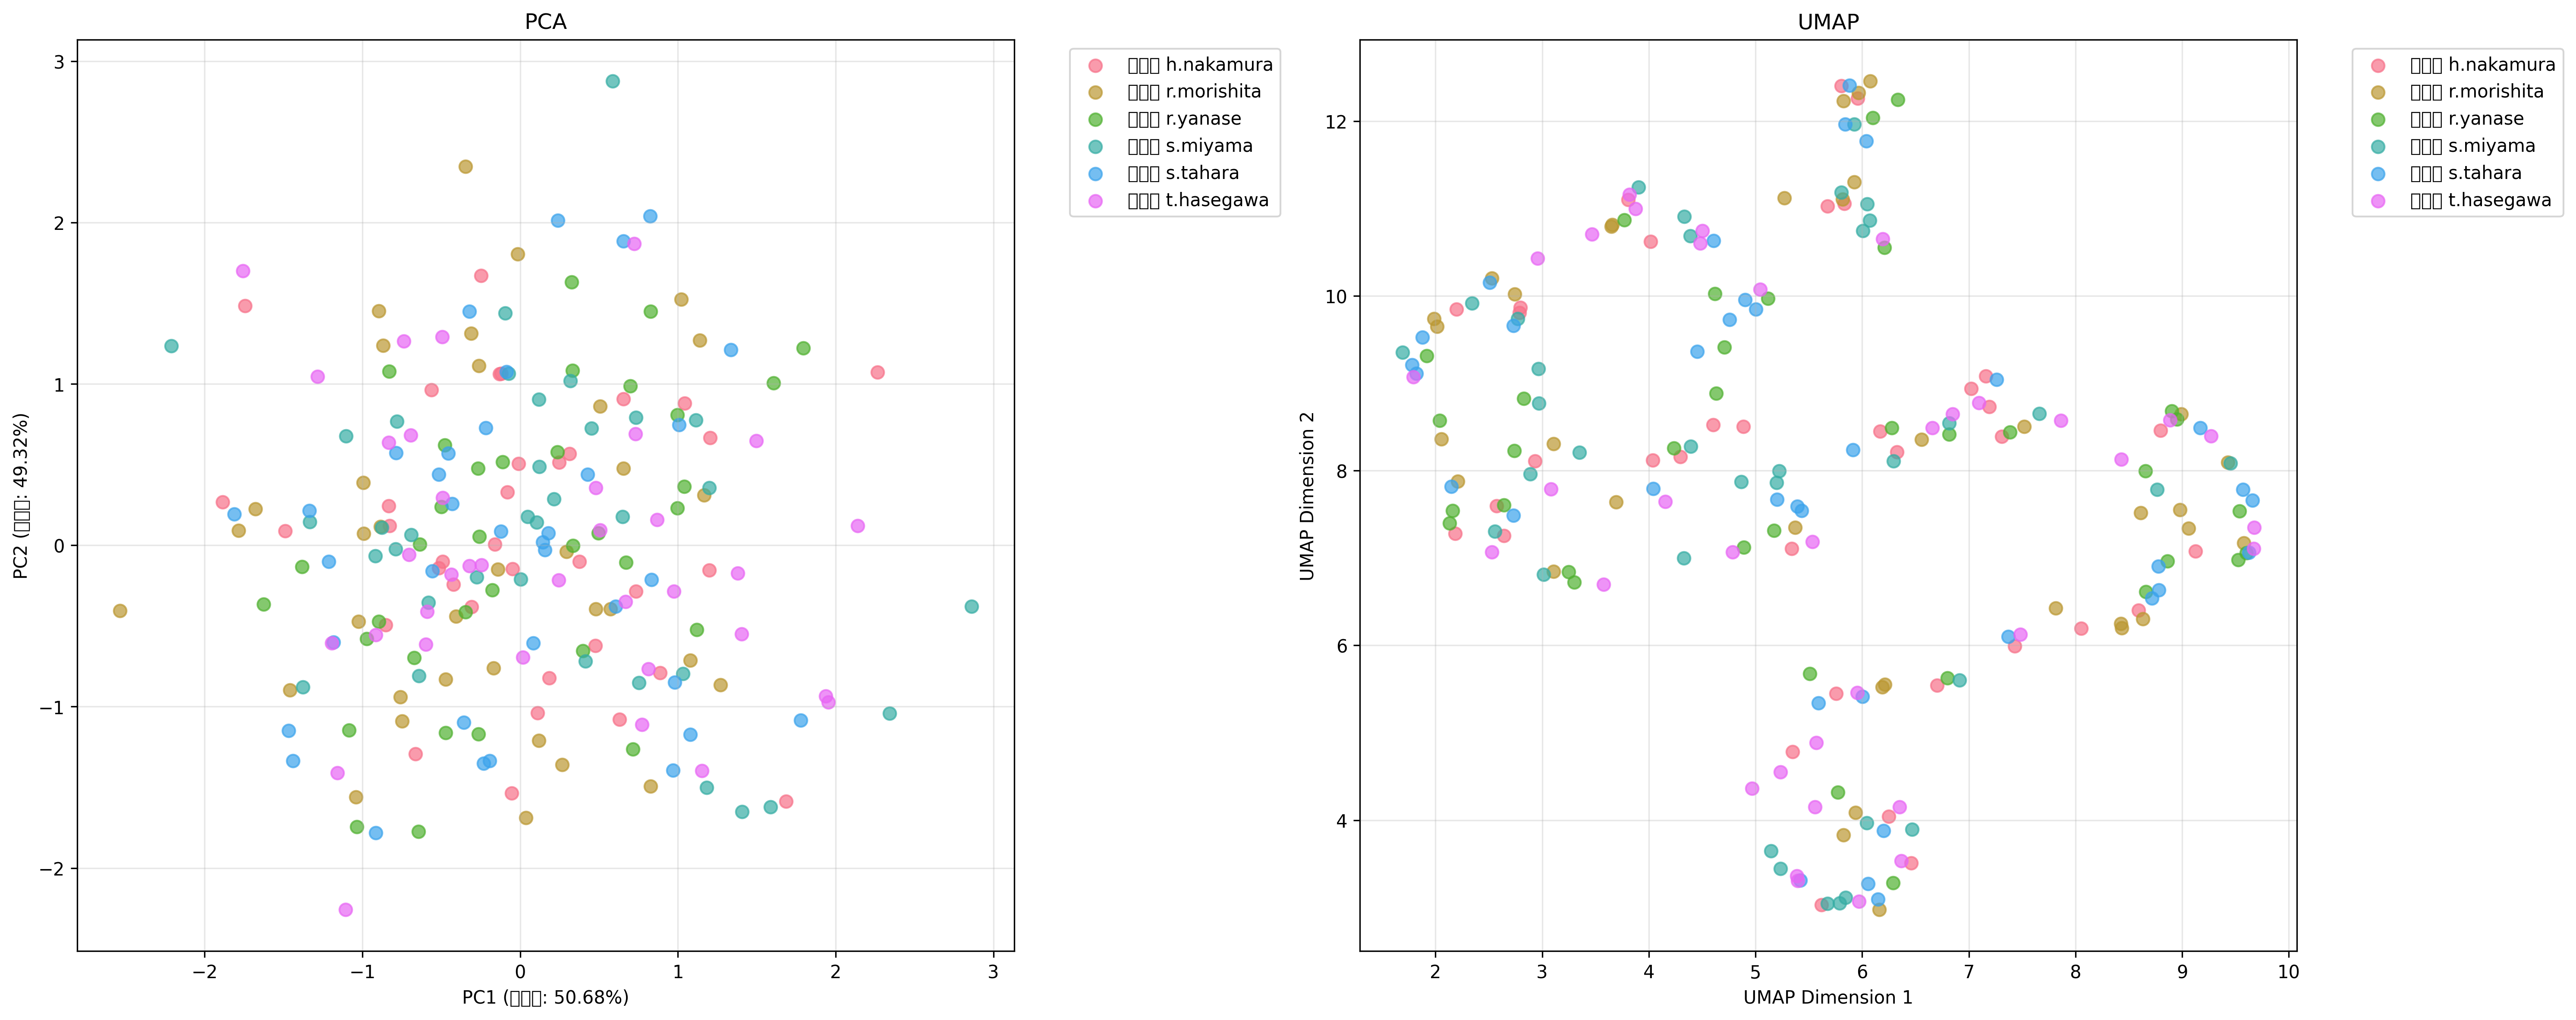 PCA
3
2
1
0
−1
−2
−2
−1
0
1
2
3
PC1 (□□□: 50.68%)
PC2 (□□□: 49.32%)
□□□ h.nakamura
□□□ r.morishita
□□□ r.yanase
□□□ s.miyama
□□□ s.tahara
□□□ t.hasegawa
UMAP
12
10
8
6
4
2
3
4
5
6
7
8
9
10
UMAP Dimension 1
UMAP Dimension 2
□□□ h.nakamura
□□□ r.morishita
□□□ r.yanase
□□□ s.miyama
□□□ s.tahara
□□□ t.hasegawa